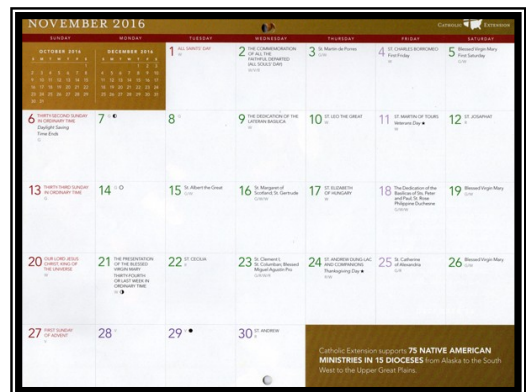 NOVEMBER 2016
CATHOLIC EXTENSION
SUNDAY MONDAY TUESDAY WEDNESDAY THURSDAY FRIDAY SATURDAY
OCTOBER 2016
DECEMBER 2016
1 ALL SAINTS' DAY
W
2 THE COMMEMORATION
OF ALL THE
FAITHFUL DEPARTED
(ALL SOULS' DAY)
3 St. Martin de Porres
G/W
4 ST. CHARLES BORROMEO
First Friday
W
5 Blessed Virgin Mary
First Saturday
G/W
6 THIRTY-SECOND SUNDAY
IN ORDINARY TIME
Daylight Saving
Time Ends
G
7
8
9 THE DEDICATION OF THE
LATERAN BASILICA
W
10 ST. LEO THE GREAT
W
11 ST. MARTIN OF TOURS
Veterans Day
W
12 ST. JOSAPHAT
R
13 THIRTY-THIRD SUNDAY
IN ORDINARY TIME
G
14
15 St. Albert the Great
G/W
16 St. Margaret of
Scotland; St. Gertrude
G/W/W
17 ST. ELIZABETH
OF HUNGARY
W
18 The Dedication of the
Basilicas of Sts. Peter
and Paul; St. Rose
Philippine Duchesne
G/W/W
19 Blessed Virgin Mary
G/W
20 OUR LORD JESUS
CHRIST, KING OF
THE UNIVERSE
W
21 THE PRESENTATION
OF THE BLESSED
VIRGIN MARY
THIRTY-FOURTH
OR LAST WEEK IN
ORDINARY TIME
W
22 ST. CECILIA
R
23 St. Clement I;
St. Columban; Blessed
Miguel Agustín Pro
24 ST. ANDREW DUNG-LAC
AND COMPANIONS
Thanksgiving Day
25 St. Catherine
of Alexandria
G/R
26 Blessed Virgin Mary
G/W
27 FIRST SUNDAY
OF ADVENT
V
28
29
30 ST. ANDREW
R
Catholic Extension supports 75 NATIVE AMERICAN
MINISTRIES IN 15 DIOCESES from Alaska to the South
West to the Upper Great Plains.